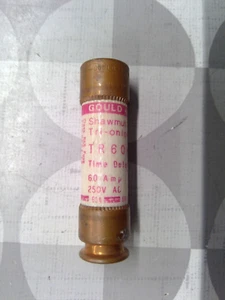 GOULD
Shawmut
Tri-onic
TR60
Time Delay
60 Amp
250V AC